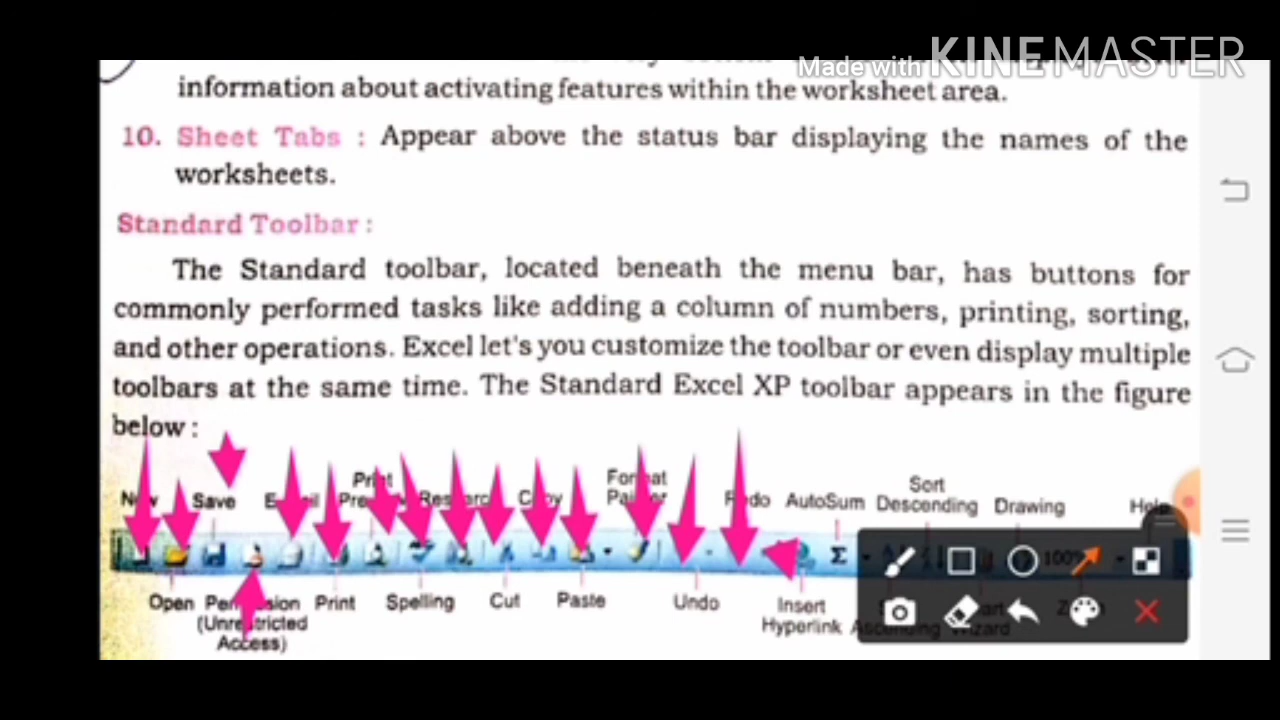 Made with KINEMASTER
information about activating features within the worksheet area.
10. Sheet Tabs : Appear above the status bar displaying the names of the
worksheets.
Standard Toolbar :
The Standard toolbar, located beneath the menu bar, has buttons for
commonly performed tasks like adding a column of numbers, printing, sorting,
and other operations. Excel let's you customize the toolbar or even display multiple
toolbars at the same time. The Standard Excel XP toolbar appears in the figure
below :
Save
AutoSum
Sort
Descending
Drawing
Help
Σ
100%
Open
Print
Spelling
Cut
Paste
Undo
Insert
Hyperlink
(Unrestricted
Access)